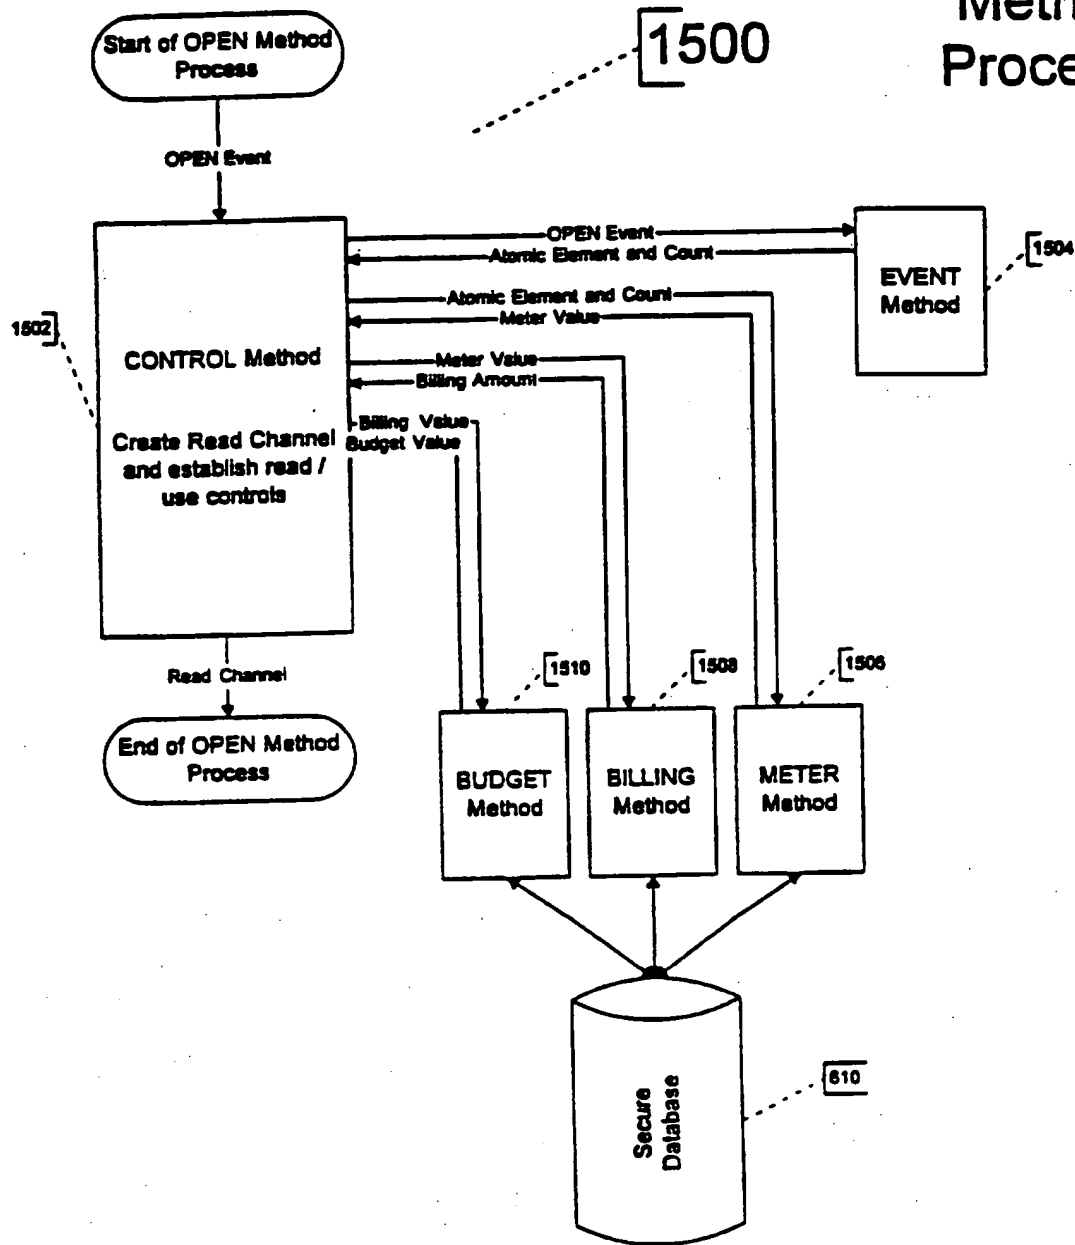 Start of OPEN Method
Process
1500
Meth
Proce
OPEN Event
OPEN Event
Atomic Element and Count
EVENT
Method
1504
Atomic Element and Count
Meter Value
1502
CONTROL Method
Meter Value
Billing Amount
Create Read Channel
and establish read /
use controls
Billing Value
Budget Value
Read Channel
1510
1508
1506
End of OPEN Method
Process
BUDGET
Method
BILLING
Method
METER
Method
Secure
Database
610